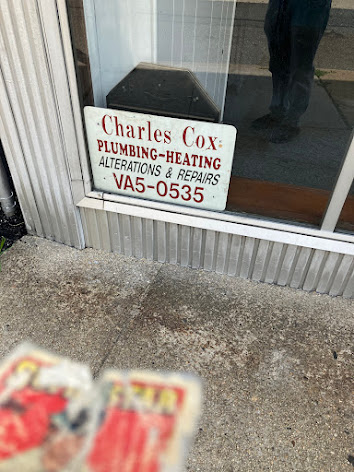 Charles Cox
PLUMBING-HEATING
ALTERATIONS & REPAIRS
VA5-0535